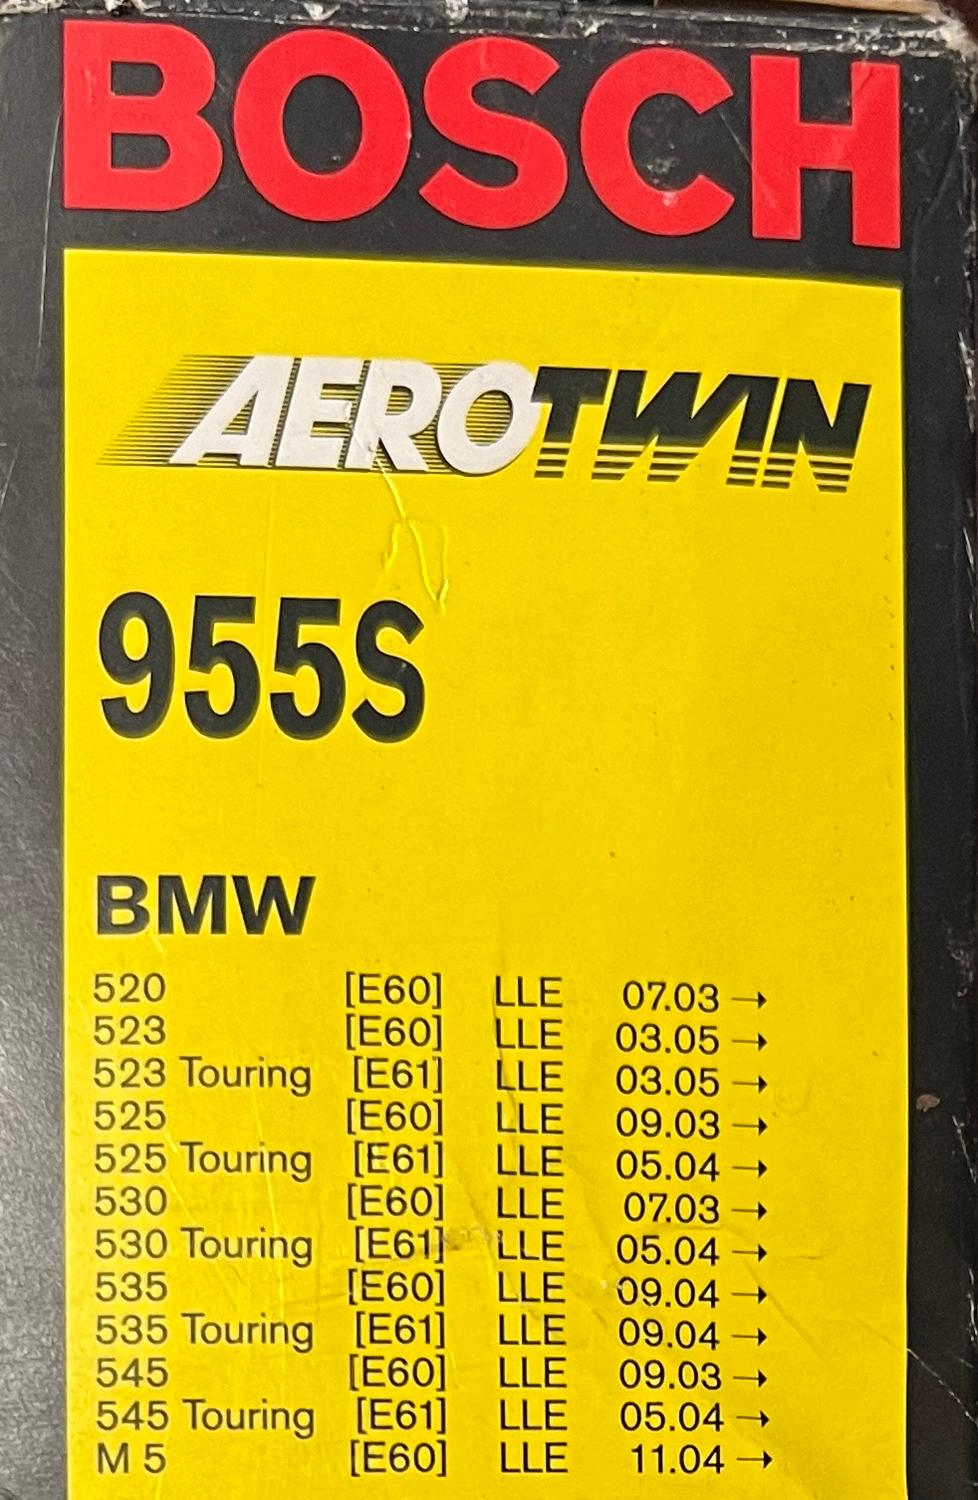 BOSCH
AEROTWIN
955S
BMW
520 [E60] LLE 07.03 →
523 [E60] LLE 03.05 →
523 Touring [E61] LLE 03.05 →
525 [E60] LLE 09.03 →
525 Touring [E61] LLE 05.04 →
530 [E60] LLE 07.03 →
530 Touring [E61] LLE 05.04 →
535 [E60] LLE 09.04 →
535 Touring [E61] LLE 09.04 →
545 [E60] LLE 09.03 →
545 Touring [E61] LLE 05.04 →
M 5 [E60] LLE 11.04 →